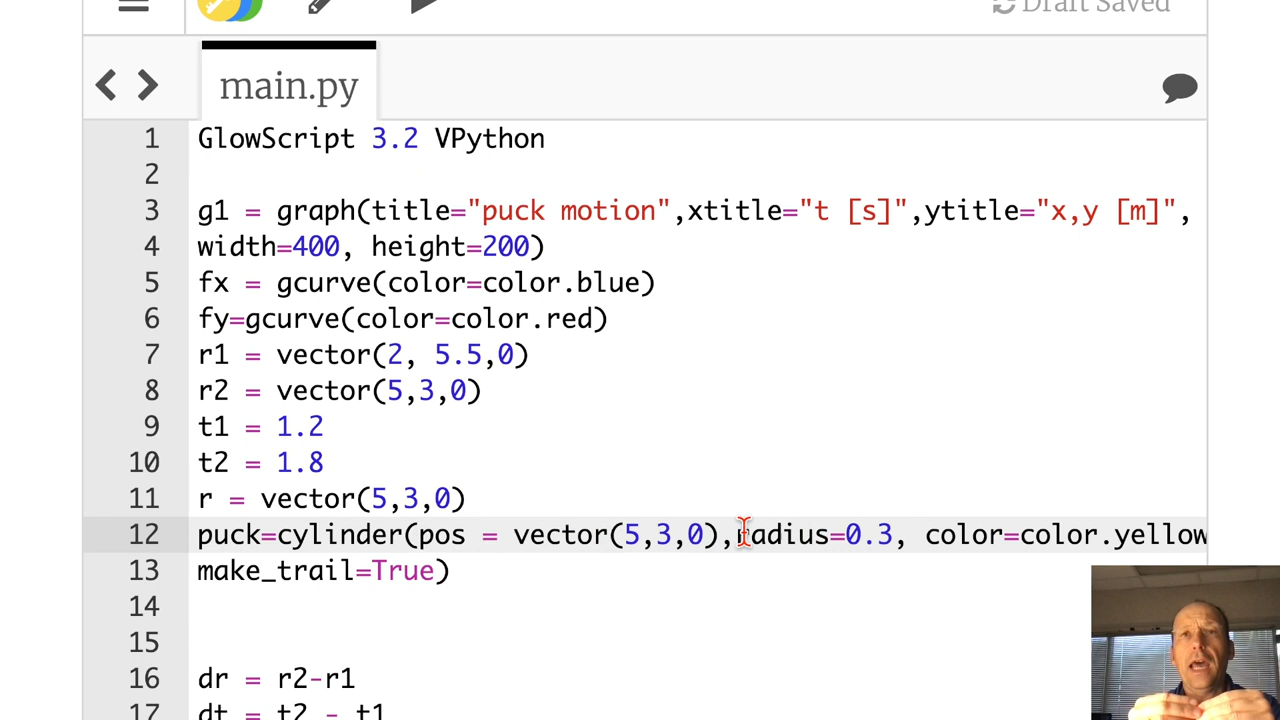 Draft Saved
main.py
1 GlowScript 3.2 VPython
2
3 g1 = graph(title="puck motion",xtitle="t [s]",ytitle="x,y [m]",
4 width=400, height=200)
5 fx = gcurve(color=color.blue)
6 fy=gcurve(color=color.red)
7 r1 = vector(2, 5.5,0)
8 r2 = vector(5,3,0)
9 t1 = 1.2
10 t2 = 1.8
11 r = vector(5,3,0)
12 puck=cylinder(pos = vector(5,3,0),radius=0.3, color=color.yellow
13 make_trail=True)
14
15
16 dr = r2-r1
17 dt = t2 - t1